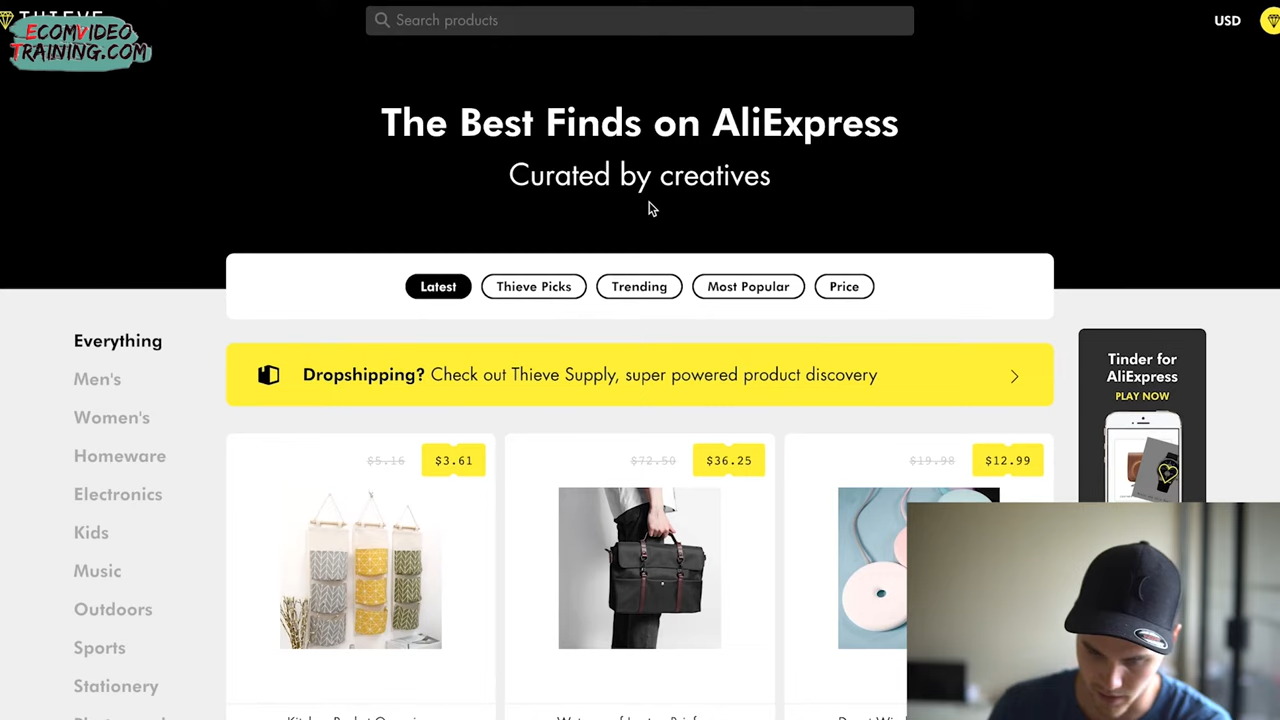 THIEVE
Search products
USD
EcomVideo
Training.com
The Best Finds on AliExpress
Curated by creatives
Latest
Thieve Picks
Trending
Most Popular
Price
Everything
Men's
Women's
Homeware
Electronics
Kids
Music
Outdoors
Sports
Stationery
Dropshipping? Check out Thieve Supply, super powered product discovery
Tinder for
AliExpress
PLAY NOW
$5.16
$3.61
$72.50
$36.25
$19.98
$12.99